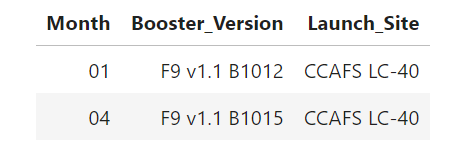 Month Booster_Version Launch_Site
01 F9 v1.1 B1012 CCAFS LC-40
04 F9 v1.1 B1015 CCAFS LC-40